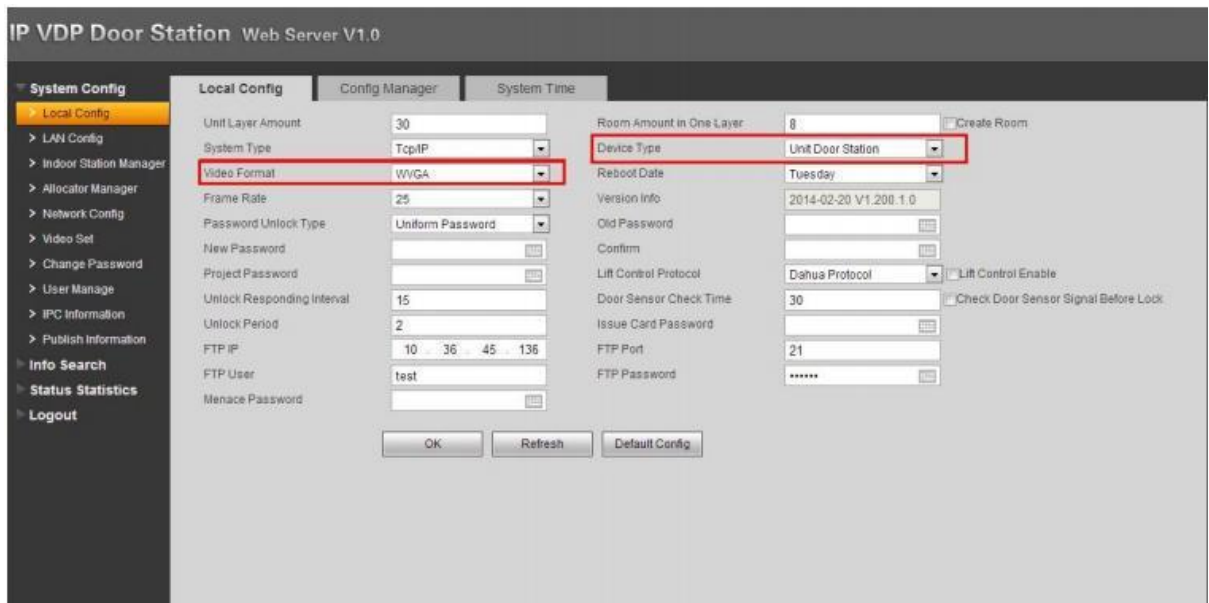 IP VDP Door Station Web Server V1.0
System Config
> Local Config
> LAN Config
> Indoor Station Manager
> Allocator Manager
> Network Config
> Video Set
> Change Password
> User Manage
> IPC Information
> Publish Information
Info Search
Status Statistics
Logout
Local Config Config Manager System Time
Unit Layer Amount 30 Room Amount in One Layer 8 Create Room
System Type Tcp/IP Device Type Unit Door Station
Video Format WVGA Reboot Date Tuesday
Frame Rate 25 Version Info 2014-02-20 V1.200.1.0
Password Unlock Type Uniform Password Old Password
New Password Confirm
Project Password Lift Control Protocol Dahua Protocol Lift Control Enable
Unlock Responding Interval 15 Door Sensor Check Time 30 Check Door Sensor Signal Before Lock
Unlock Period 2 Issue Card Password
FTP IP 10 . 36 . 45 . 136 FTP Port 21
FTP User test FTP Password ••••••
Menace Password
OK Refresh Default Config